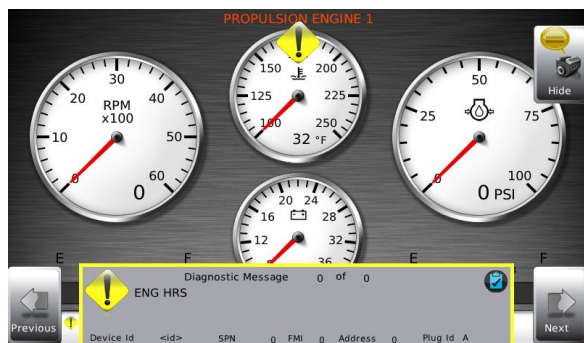 PROPULSION ENGINE 1
30
20
40
RPM
x100
10
50
0
60
0
150
200
125
225
100
250
32 °F
50
25
75
0
100
0 PSI
Hide
20 24
16
28
12
32
36
E
F
E
F
Diagnostic Message 0 of 0
ENG HRS
Previous
Next
Device Id <id> SPN 0 FMI 0 Address 0 Plug Id A